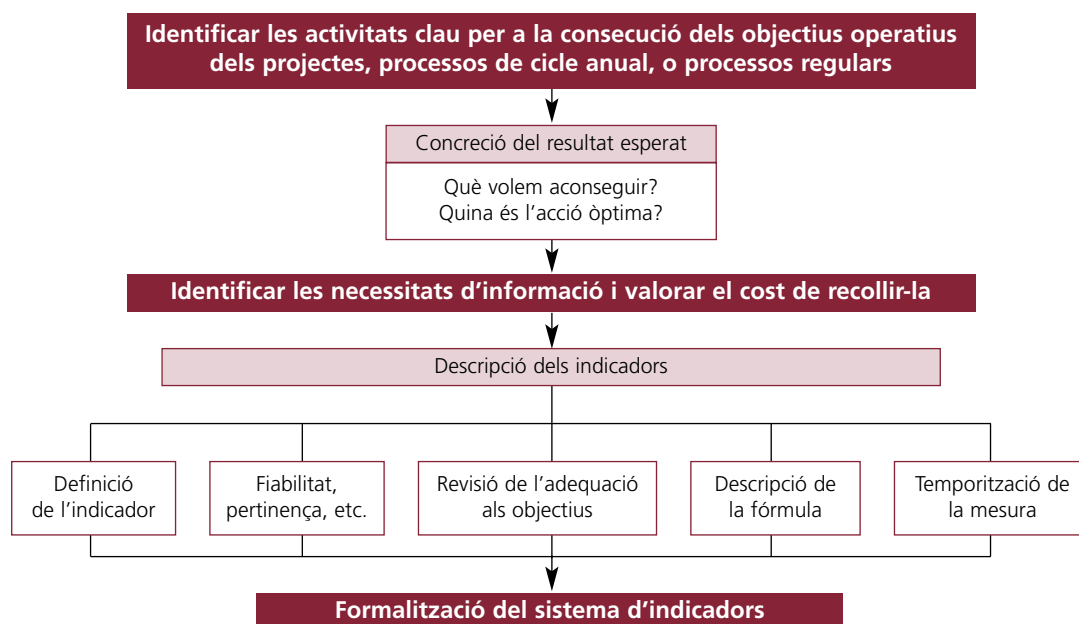 Identificar les activitats clau per a la consecució dels objectius operatius
dels projectes, processos de cicle anual, o processos regulars
Concreció del resultat esperat
Què volem aconseguir?
Quina és l’acció òptima?
Identificar les necessitats d’informació i valorar el cost de recollir-la
Descripció dels indicadors
Definició
de l’indicador
Fiabilitat,
pertinença, etc.
Revisió de l’adequació
als objectius
Descripció de
la fórmula
Temporització de
la mesura
Formalització del sistema d’indicadors